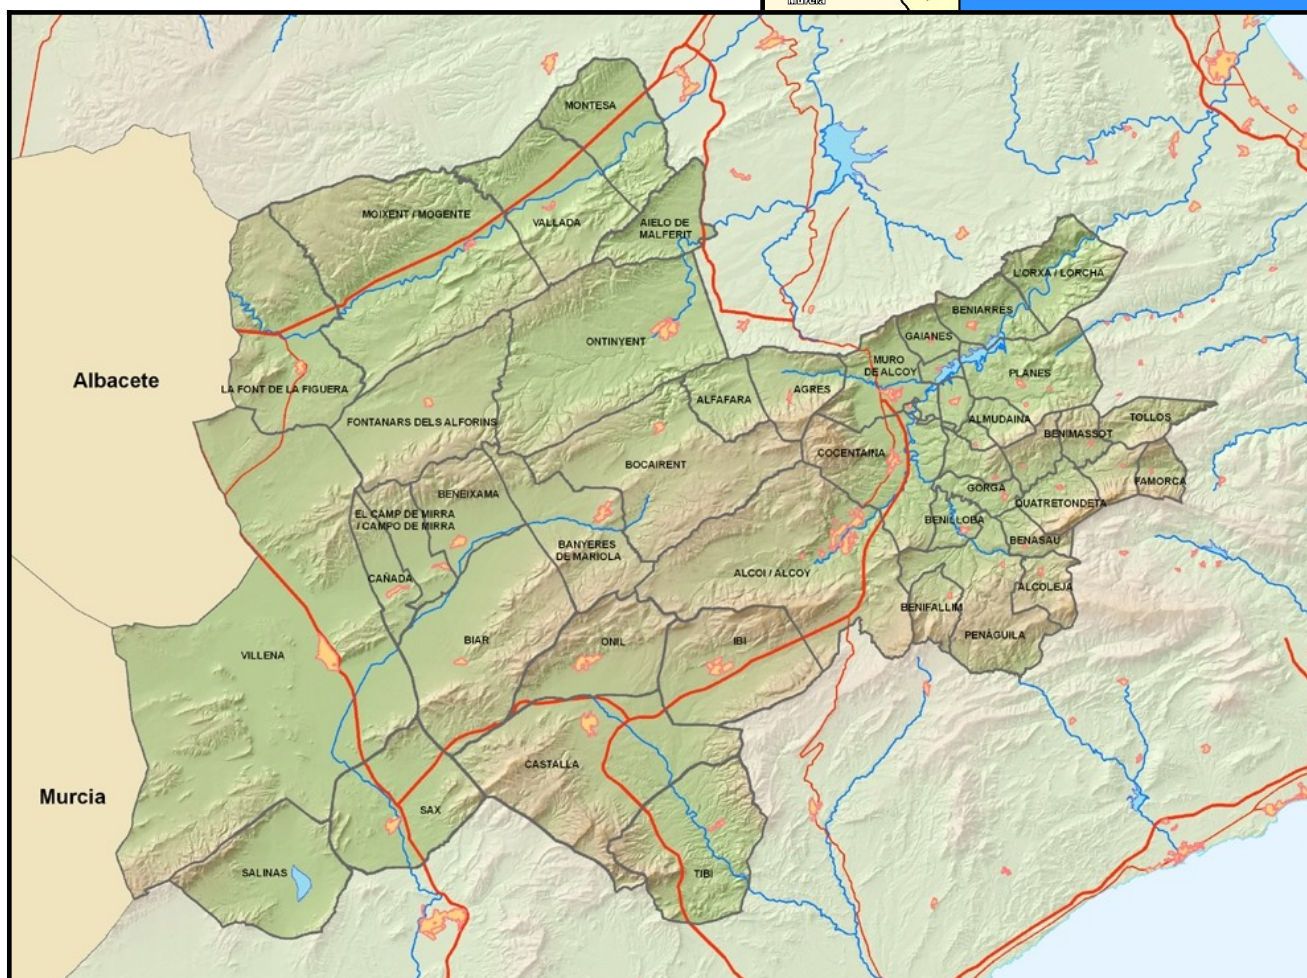 Murcia
MONTESA
MOIXENT / MOGENTE
VALLADA
AIELO DE
MALFERIT
L'ORXA / LORCHA
BENIARRÉS
GAIANES
ONTINYENT
MURO
DE ALCOY
PLANES
Albacete
LA FONT DE LA FIGUERA
ALFAFARA
AGRES
FONTANARS DELS ALFORINS
ALMUDAINA
TOLLOS
BENIMASSOT
COCENTAINA
BOCAIRENT
FAMORCA
GORGA
BENEIXAMA
QUATRETONDETA
EL CAMP DE MIRRA
/ CAMPO DE MIRRA
BENILLOBA
BENASAU
BANYERES
DE MARIOLA
CAÑADA
ALCOI / ALCOY
ALCOLEJA
BENIFALLIM
PENÀGUILA
BIAR
ONIL
IBI
VILLENA
CASTALLA
Murcia
SAX
SALINAS
TIBI